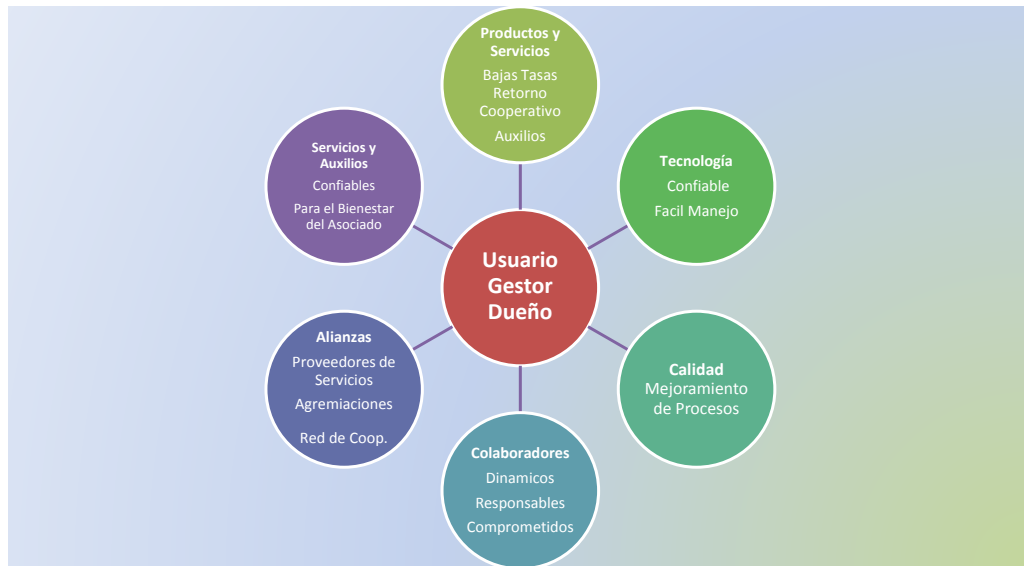 Productos y
Servicios
Bajas Tasas
Retorno
Cooperativo
Auxilios
Tecnología
Confiable
Facil Manejo
Calidad
Mejoramiento
de Procesos
Colaboradores
Dinamicos
Responsables
Comprometidos
Alianzas
Proveedores de
Servicios
Agremiaciones
Red de Coop.
Servicios y
Auxilios
Confiables
Para el Bienestar
del Asociado
Usuario
Gestor
Dueño